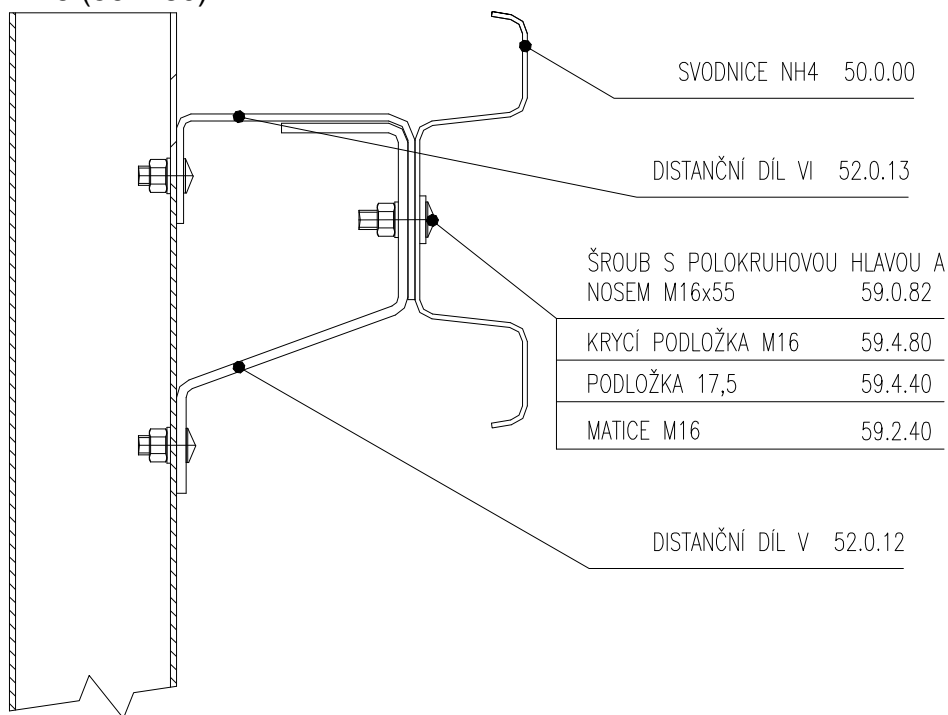 SVODNICE NH4 50.0.00
DISTANČNÍ DÍL VI 52.0.13
ŠROUB S POLOKRUHOVOU HLAVOU A
NOSEM M16x55 59.0.82
KRYCÍ PODLOŽKA M16 59.4.80
PODLOŽKA 17,5 59.4.40
MATICE M16 59.2.40
DISTANČNÍ DÍL V 52.0.12